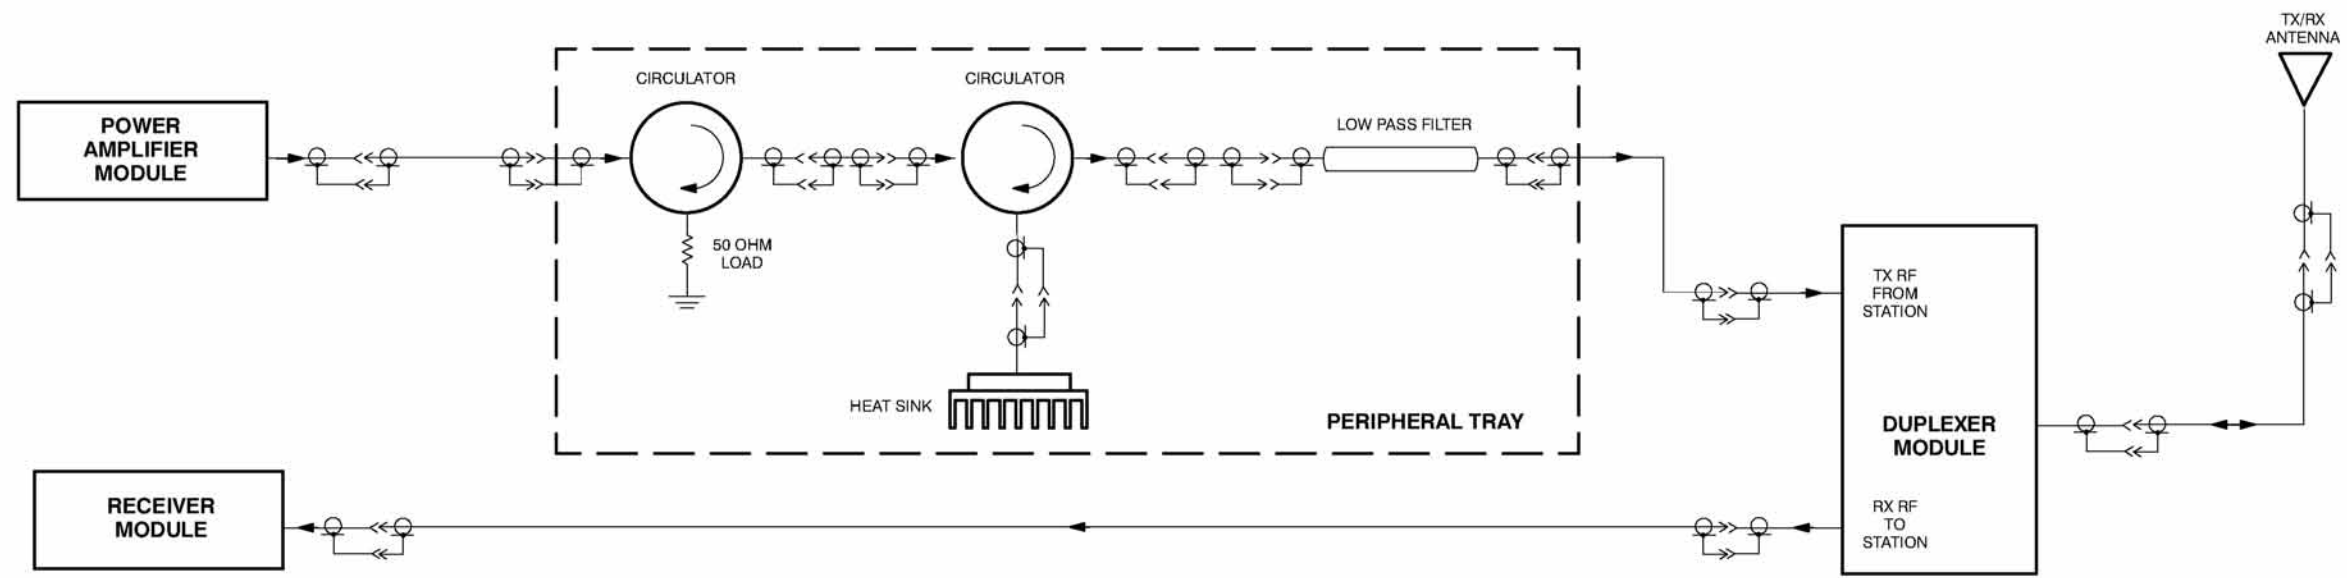 TX/RX
ANTENNA
CIRCULATOR
CIRCULATOR
POWER
AMPLIFIER
MODULE
LOW PASS FILTER
50 OHM
LOAD
TX RF
FROM
STATION
HEAT SINK
PERIPHERAL TRAY
DUPLEXER
MODULE
RECEIVER
MODULE
RX RF
TO
STATION